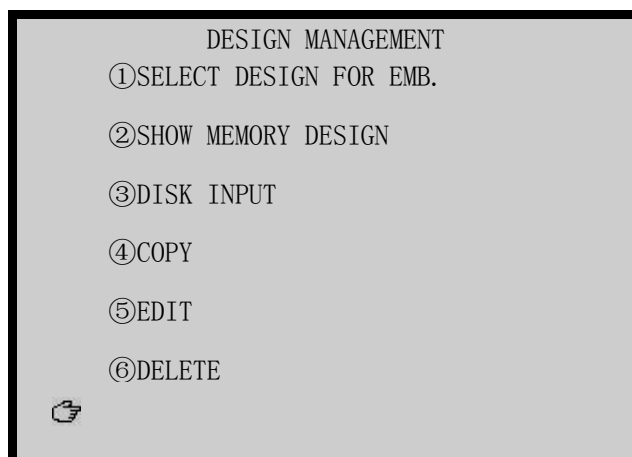 DESIGN MANAGEMENT
①SELECT DESIGN FOR EMB.
②SHOW MEMORY DESIGN
③DISK INPUT
④COPY
⑤EDIT
⑥DELETE